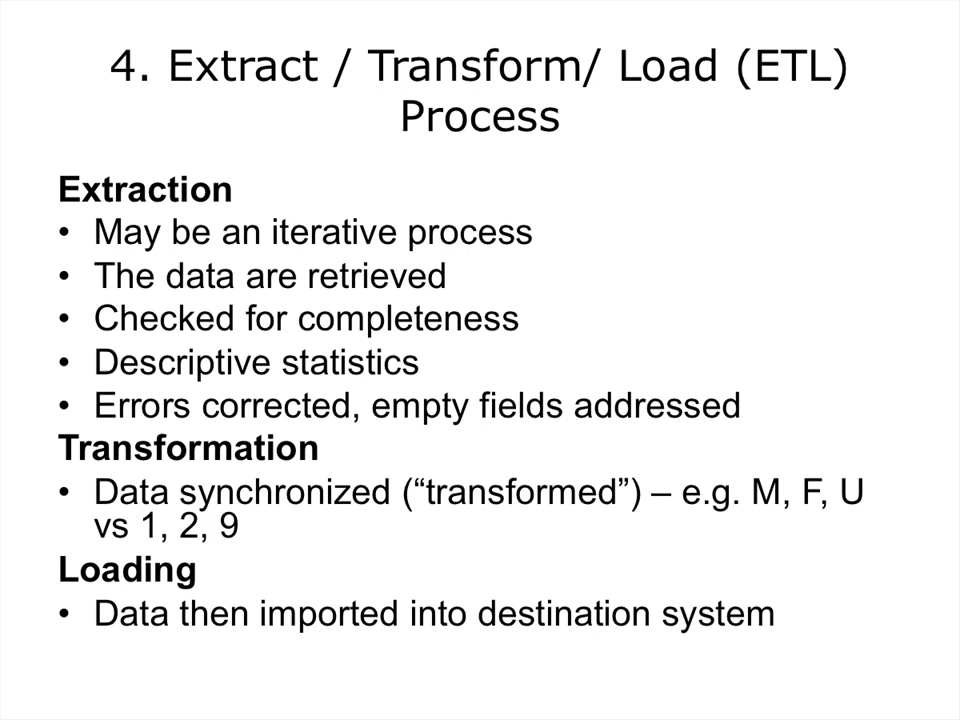 4. Extract / Transform/ Load (ETL)
Process
Extraction
• May be an iterative process
• The data are retrieved
• Checked for completeness
• Descriptive statistics
• Errors corrected, empty fields addressed
Transformation
• Data synchronized (“transformed”) – e.g. M, F, U
vs 1, 2, 9
Loading
• Data then imported into destination system